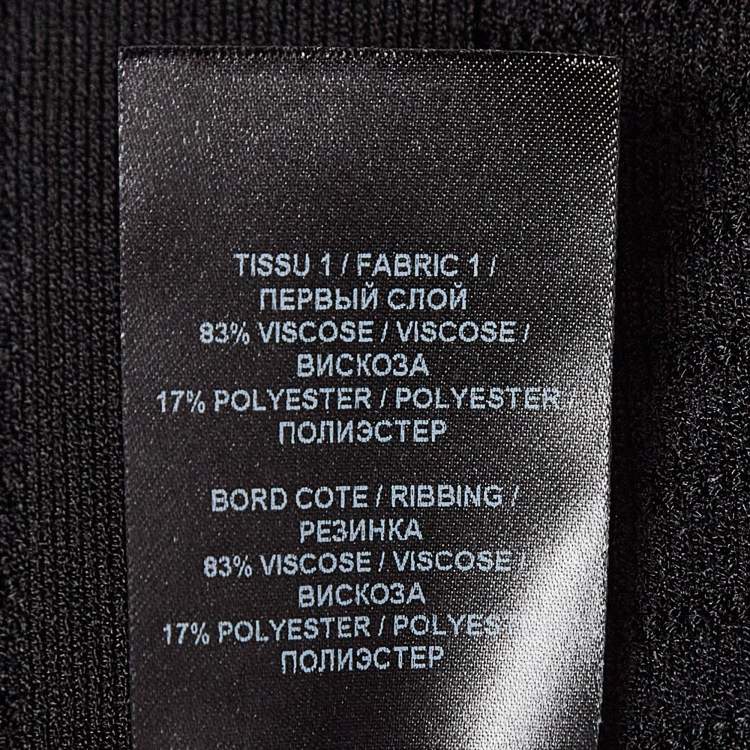 TISSU 1 / FABRIC 1 /
ПЕРВЫЙ СЛОЙ
83% VISCOSE / VISCOSE /
ВИСКОЗА
17% POLYESTER / POLYESTER /
ПОЛИЭСТЕР
BORD COTE / RIBBING /
РЕЗИНКА
83% VISCOSE / VISCOSE /
ВИСКОЗА
17% POLYESTER /
ПОЛИЭСТЕР